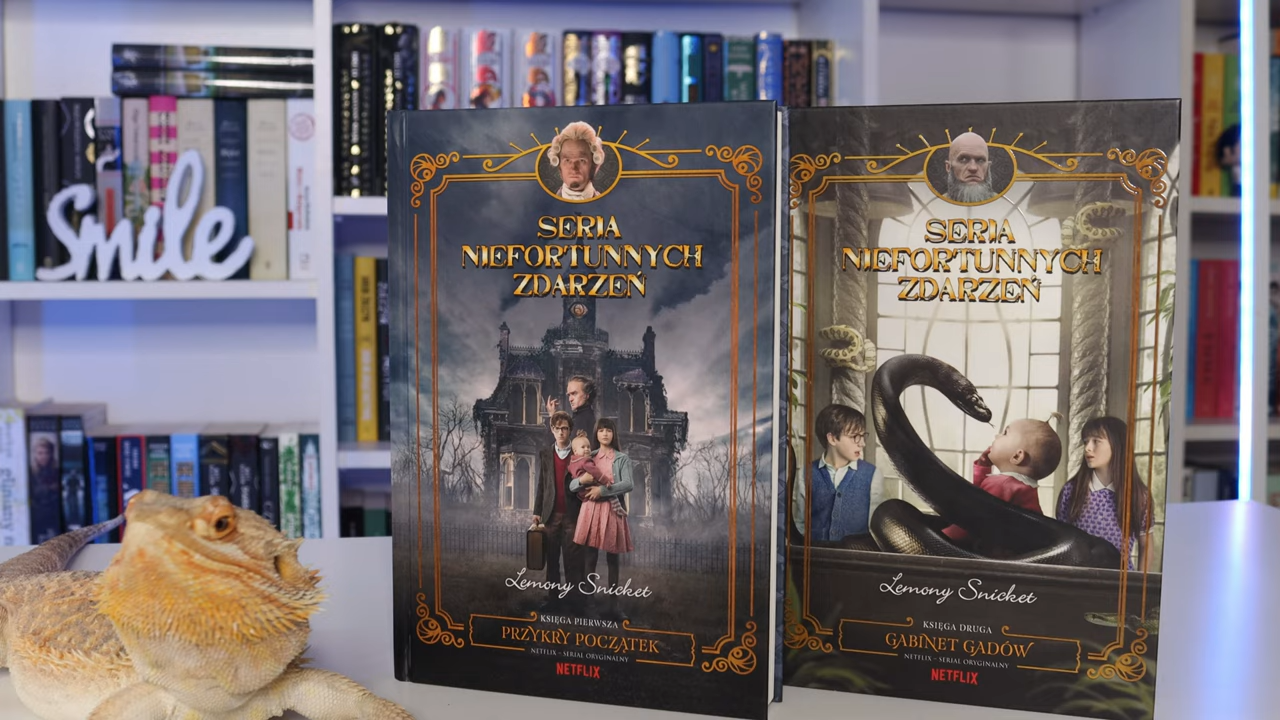 Smile
SERIA
NIEFORTUNNYCH
ZDARZEŃ
Lemony Snicket
KSIĘGA PIERWSZA
PRZYKRY POCZĄTEK
NETFLIX – SERIAL ORYGINALNY
NETFLIX
SERIA
NIEFORTUNNYCH
ZDARZEŃ
Lemony Snicket
KSIĘGA DRUGA
GABINET GADÓW
NETFLIX – SERIAL ORYGINALNY
NETFLIX